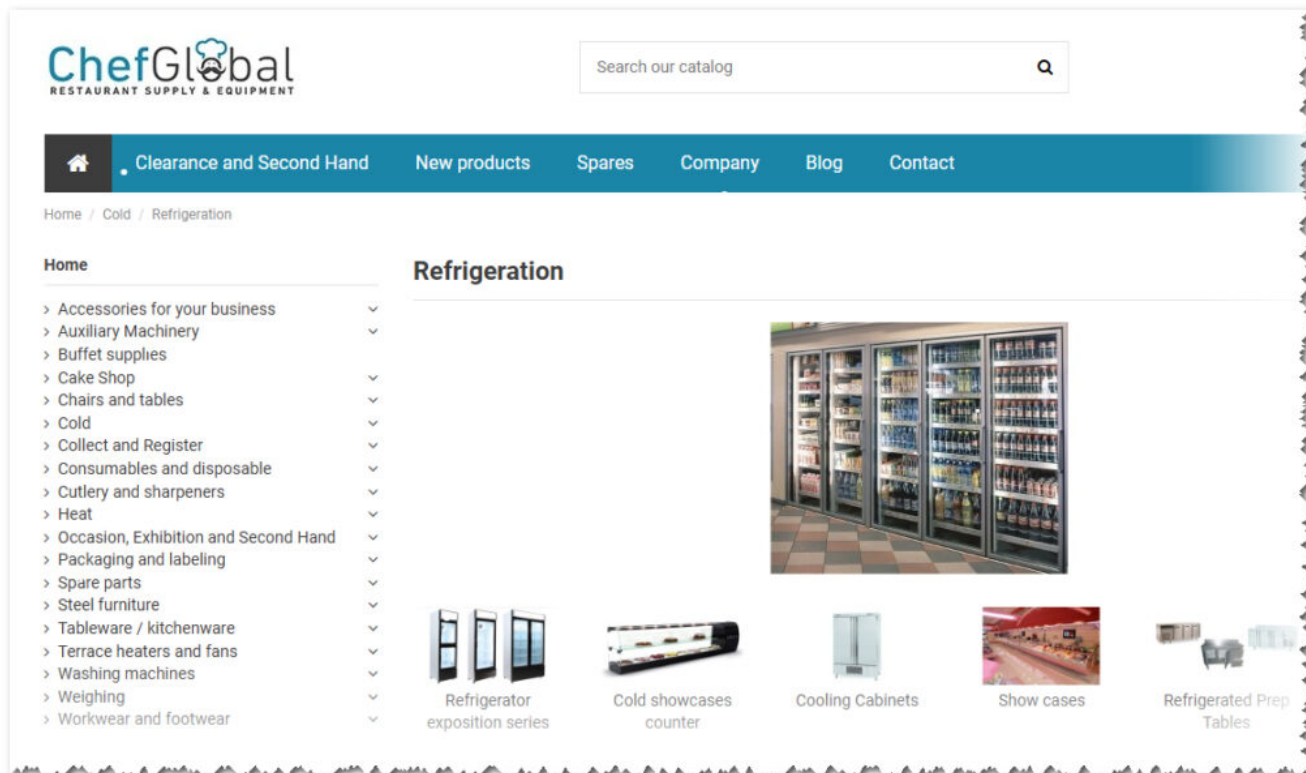 ChefGlobal
RESTAURANT SUPPLY & EQUIPMENT
Search our catalog
Clearance and Second Hand
New products
Spares
Company
Blog
Contact
Home / Cold / Refrigeration
Home
Accessories for your business
Auxiliary Machinery
Buffet supplies
Cake Shop
Chairs and tables
Cold
Collect and Register
Consumables and disposable
Cutlery and sharpeners
Heat
Occasion, Exhibition and Second Hand
Packaging and labeling
Spare parts
Steel furniture
Tableware / kitchenware
Terrace heaters and fans
Washing machines
Weighing
Workwear and footwear
Refrigeration
Refrigerator
exposition series
Cold showcases
counter
Cooling Cabinets
Show cases
Refrigerated Prep
Tables